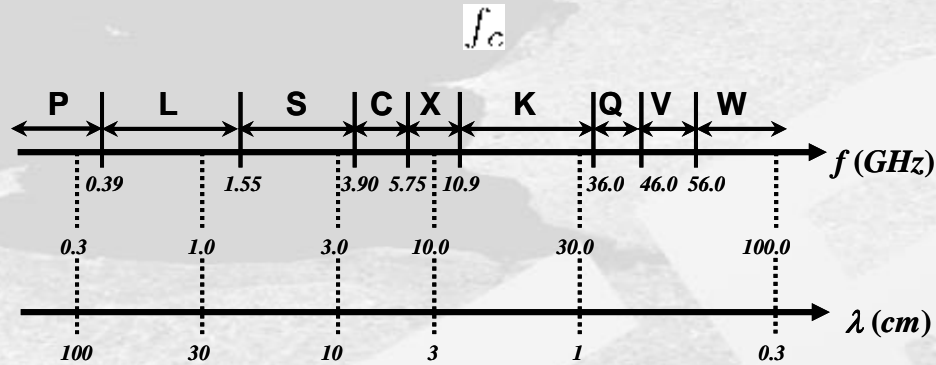 f c
P L S C X K Q V W
f (GHz)
0.39 1.55 3.90 5.75 10.9 36.0 46.0 56.0
0.3 1.0 3.0 10.0 30.0 100.0
λ (cm)
100 30 10 3 1 0.3